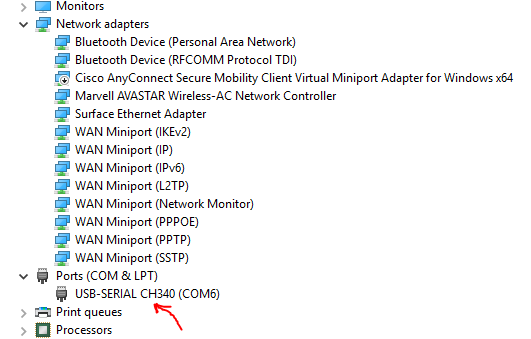 Monitors
Network adapters
Bluetooth Device (Personal Area Network)
Bluetooth Device (RFCOMM Protocol TDI)
Cisco AnyConnect Secure Mobility Client Virtual Miniport Adapter for Windows x64
Marvell AVASTAR Wireless-AC Network Controller
Surface Ethernet Adapter
WAN Miniport (IKEv2)
WAN Miniport (IP)
WAN Miniport (IPv6)
WAN Miniport (L2TP)
WAN Miniport (Network Monitor)
WAN Miniport (PPPOE)
WAN Miniport (PPTP)
WAN Miniport (SSTP)
Ports (COM & LPT)
USB-SERIAL CH340 (COM6)
Print queues
Processors